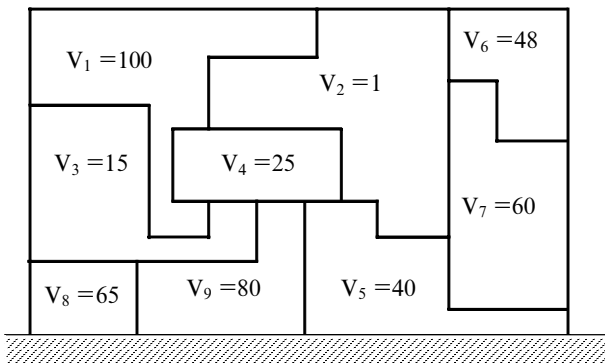 V₁ =100
V₆ =48
V₂ =1
V₃ =15
V₄ =25
V₇ =60
V₈ =65
V₉ =80
V₅ =40